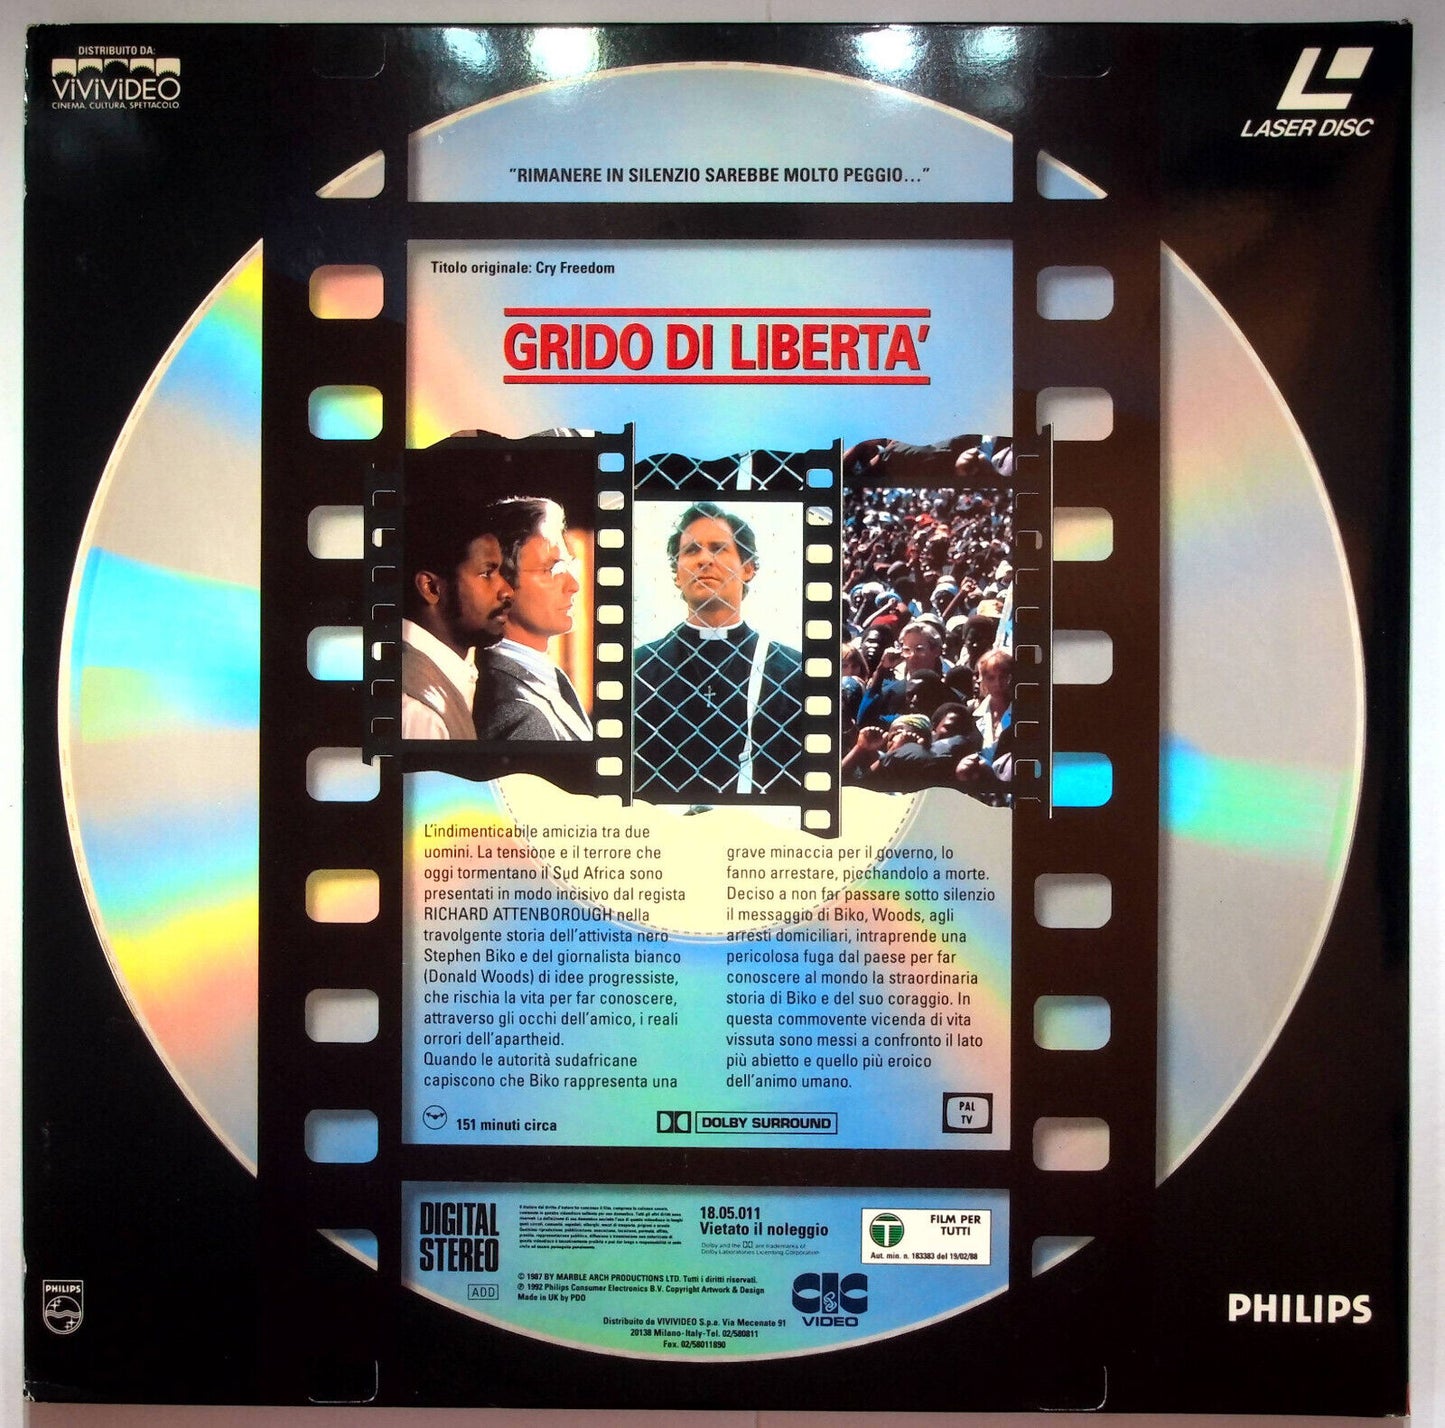 DISTRIBUITO DA:
ViViViDEO
CINEMA, CULTURA, SPETTACOLO
LASER DISC
"RIMANERE IN SILENZIO SAREBBE MOLTO PEGGIO..."
Titolo originale: Cry Freedom
GRIDO DI LIBERTA'
L'indimenticabile amicizia tra due
uomini. La tensione e il terrore che
oggi tormentano il Sud Africa sono
presentati in modo incisivo dal regista
RICHARD ATTENBOROUGH nella
travolgente storia dell'attivista nero
Stephen Biko e del giornalista bianco
(Donald Woods) di idee progressiste,
che rischia la vita per far conoscere,
attraverso gli occhi dell'amico, i reali
orrori dell'apartheid.
Quando le autorità sudafricane
capiscono che Biko rappresenta una
grave minaccia per il governo, lo
fanno arrestare, picchandolo a morte.
Deciso a non far passare sotto silenzio
il messaggio di Biko, Woods, agli
arresti domiciliari, intraprende una
pericolosa fuga dal paese per far
conoscere al mondo la straordinaria
storia di Biko e del suo coraggio. In
questa commovente vicenda di vita
vissuta sono messi a confronto il lato
più abietto e quello più eroico
dell'animo umano.
151 minuti circa
DOLBY SURROUND
PAL
TV
DIGITAL
STEREO
ADD
18.05.011
Vietato il noleggio
Dolby and the are trademarks of
Dolby Laboratories Licensing Corporation
T
FILM PER
TUTTI
Aut. min. n. 183383 del 19/02/88
© 1987 BY MARBLE ARCH PRODUCTIONS LTD. Tutti i diritti riservati.
℗ 1992 Philips Consumer Electronics B.V. Copyright Artwork & Design
Made in UK by PDO
CIC
VIDEO
Distribuito da VIVIVIDEO S.p.a. Via Mecenate 91
20138 Milano-Italy-Tel. 02/580811
Fax. 02/58011890
PHILIPS
PHILIPS